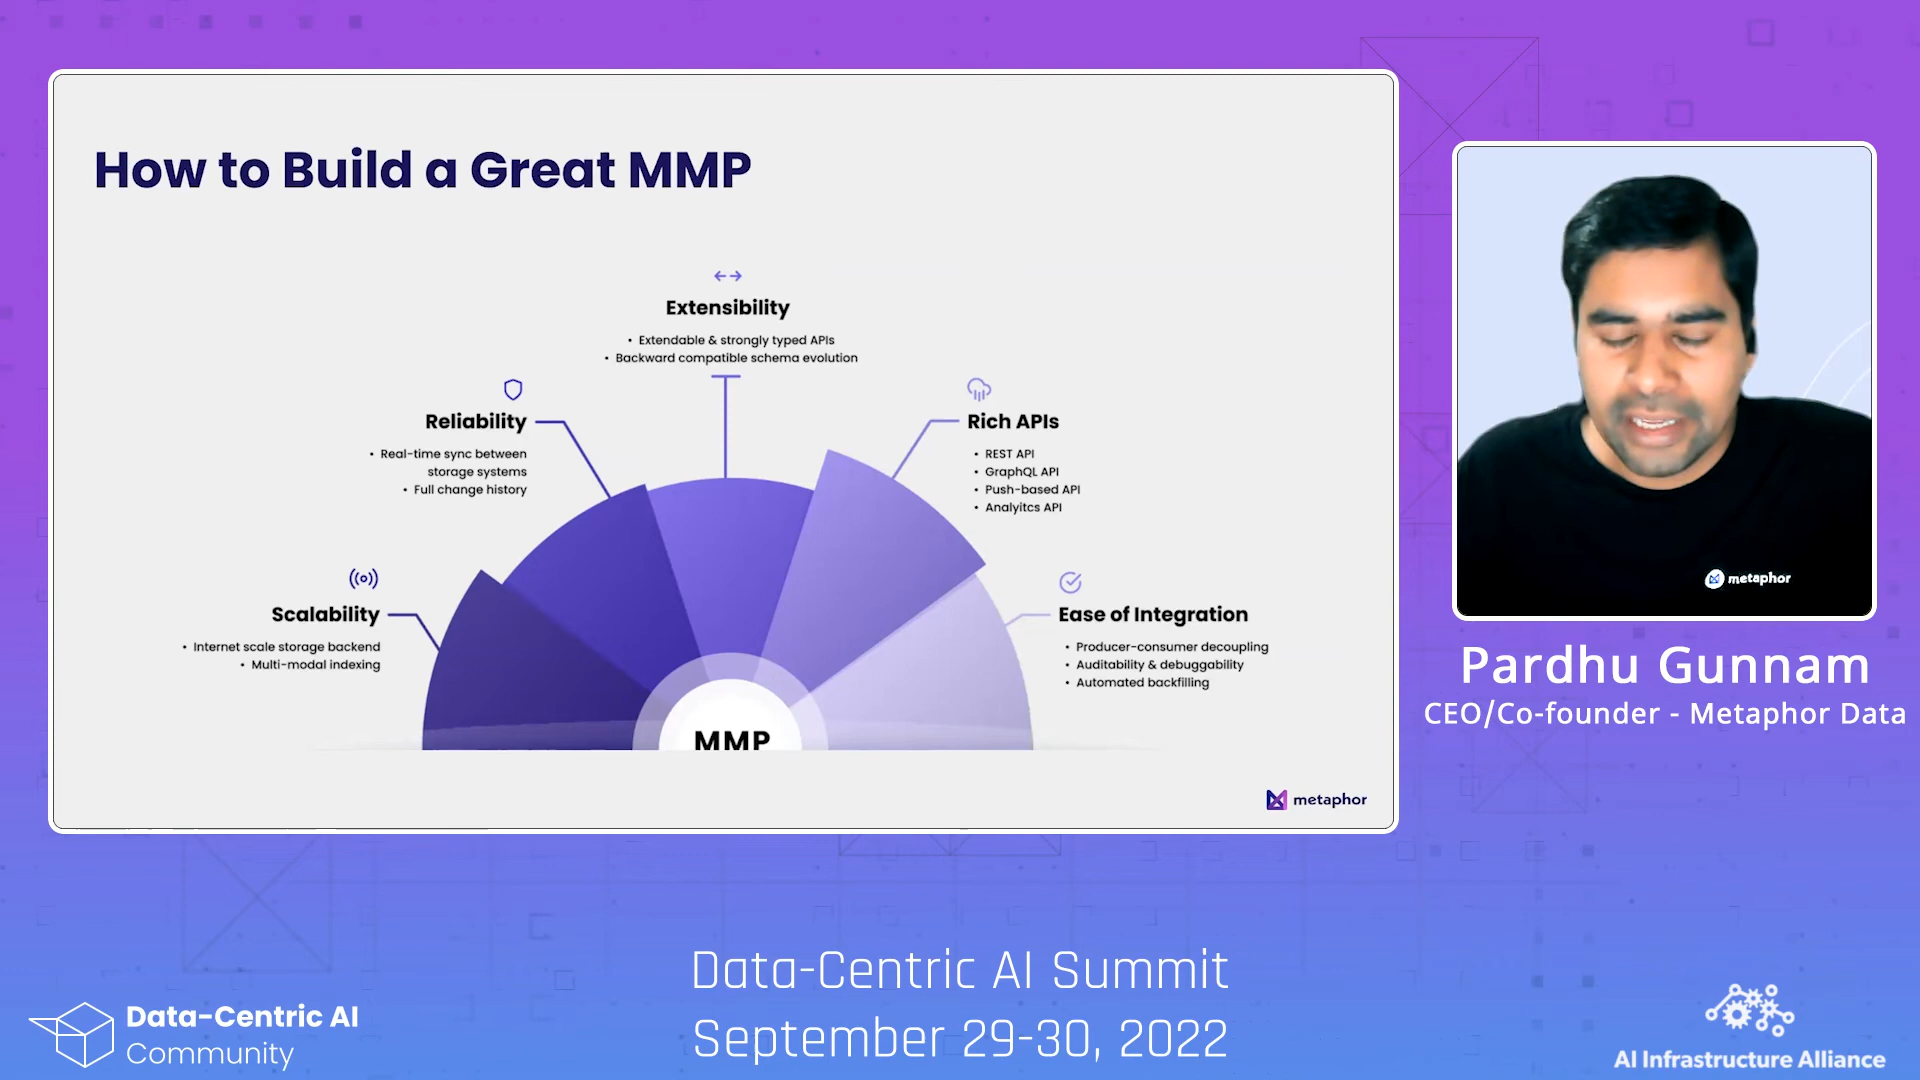 How to Build a Great MMP
Extensibility
• Extendable & strongly typed APIs
• Backward compatible schema evolution
Reliability
• Real-time sync between
storage systems
• Full change history
Rich APIs
• REST API
• GraphQL API
• Push-based API
• Analyitcs API
Scalability
• Internet scale storage backend
• Multi-modal indexing
Ease of Integration
• Producer-consumer decoupling
• Auditability & debuggability
• Automated backfilling
MMP
metaphor
metaphor
Pardhu Gunnam
CEO/Co-founder - Metaphor Data
Data-Centric AI Summit
September 29-30, 2022
Data-Centric AI
Community
AI Infrastructure Alliance